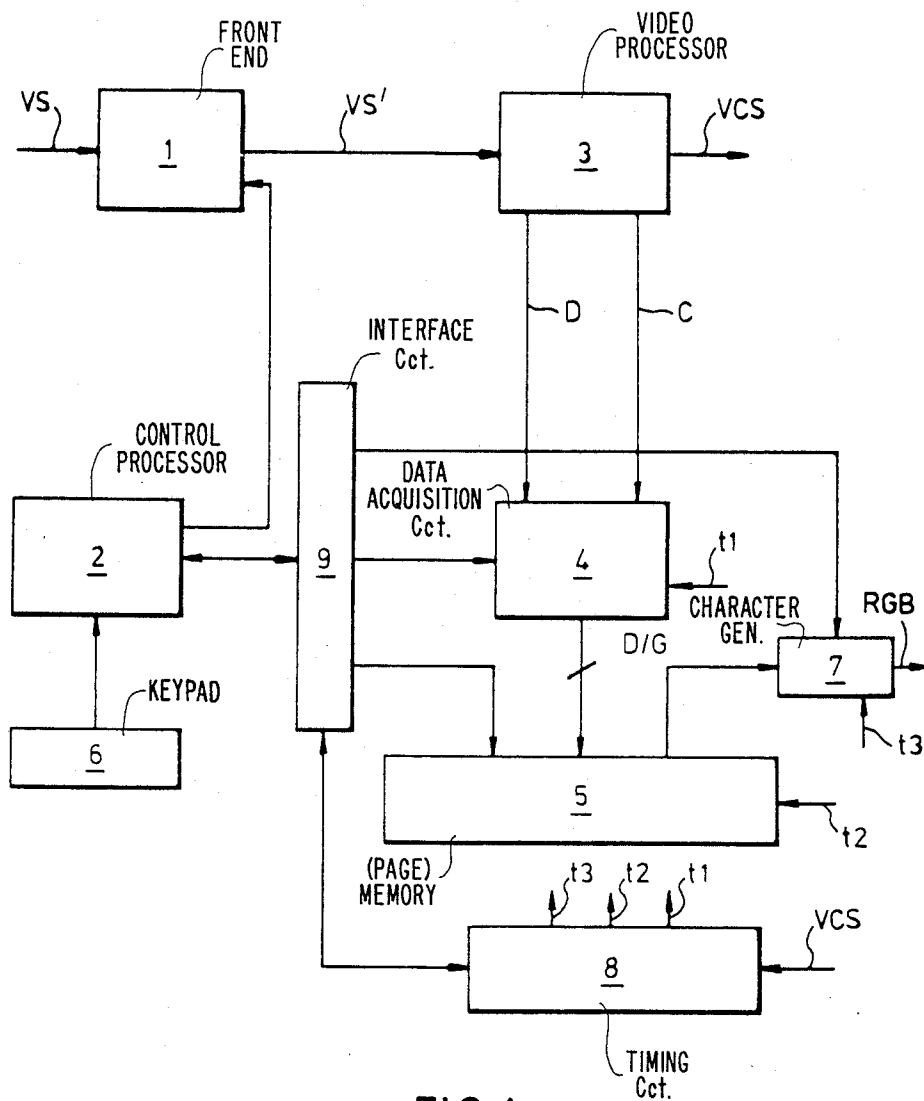 FRONT
END
VIDEO
PROCESSOR
VS
VS'
VCS
1
3
D
C
INTERFACE
Cct.
CONTROL
PROCESSOR
DATA
ACQUISITION
Cct.
2
9
4
t1
CHARACTER
GEN.
RGB
D/G
7
KEYPAD
t3
6
5
t2
(PAGE)
MEMORY
t3
t2
t1
VCS
8
TIMING
Cct.